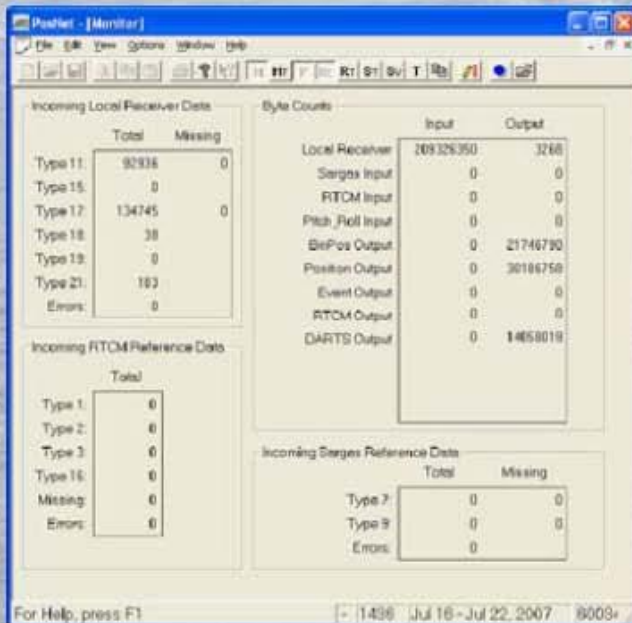 PosNet - [Monitor]
File Edit View Options Window Help
H MT F RT ST SV T
Incoming Local Receiver Data
Total Missing
Type 11: 92936 0
Type 15: 0
Type 17: 134745 0
Type 18: 38
Type 19: 0
Type 21: 183
Errors: 0
Incoming RTCM Reference Data
Total
Type 1: 0
Type 2: 0
Type 3: 0
Type 16: 0
Missing: 0
Errors: 0
Byte Counts
Input Output
Local Receiver 209326350 3268
Sarges Input 0 0
RTCM Input 0 0
Pitch_Roll Input 0 0
BinPos Output 0 21746790
Position Output 0 30186758
Event Output 0 0
RTCM Output 0 0
DARTS Output 0 14058019
Incoming Sarges Reference Data
Total Missing
Type 7: 0 0
Type 9: 0 0
Errors: 0
For Help, press F1
- 1436 Jul 16 - Jul 22, 2007